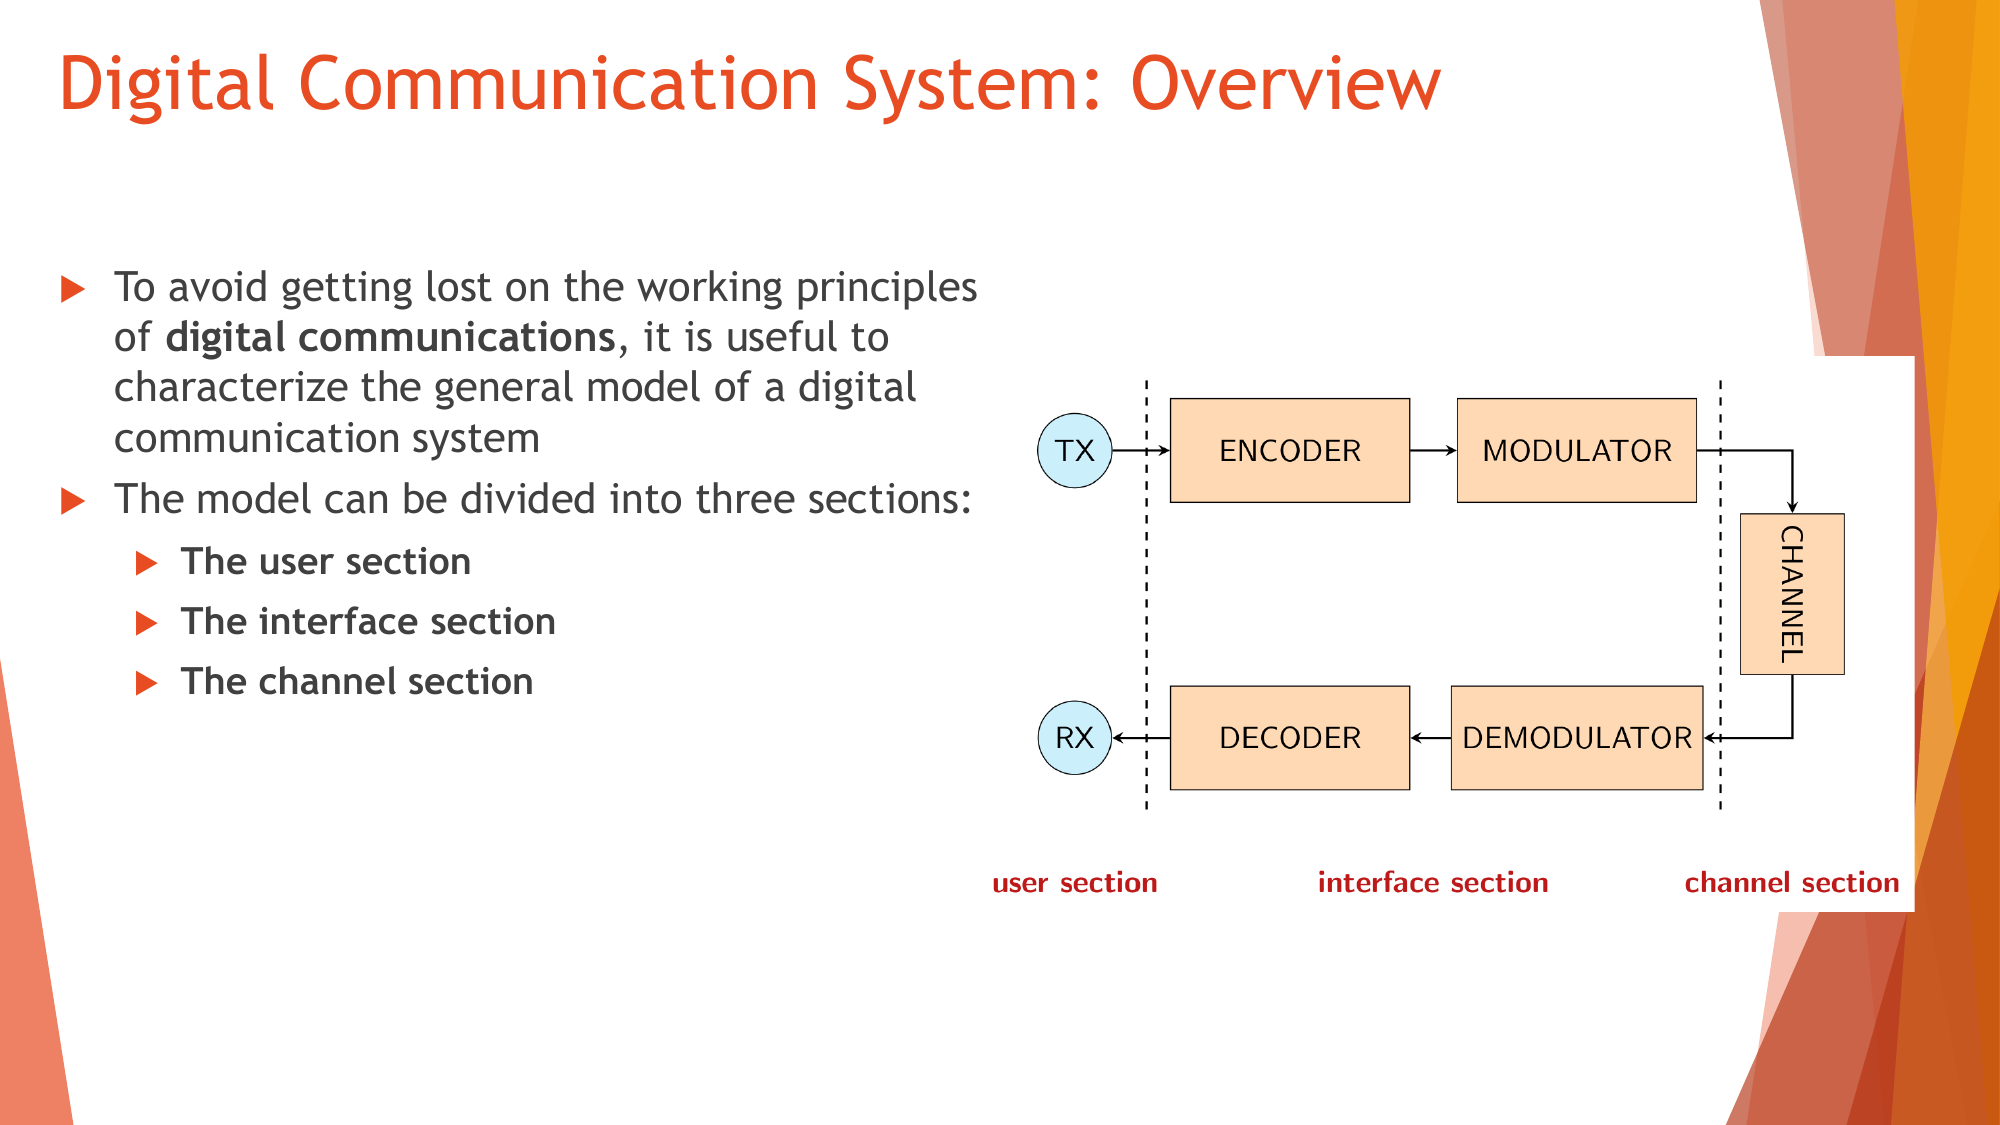 Digital Communication System: Overview
To avoid getting lost on the working principles
of digital communications, it is useful to
characterize the general model of a digital
communication system
The model can be divided into three sections:
The user section
The interface section
The channel section
TX
ENCODER
MODULATOR
CHANNEL
RX
DECODER
DEMODULATOR
user section
interface section
channel section